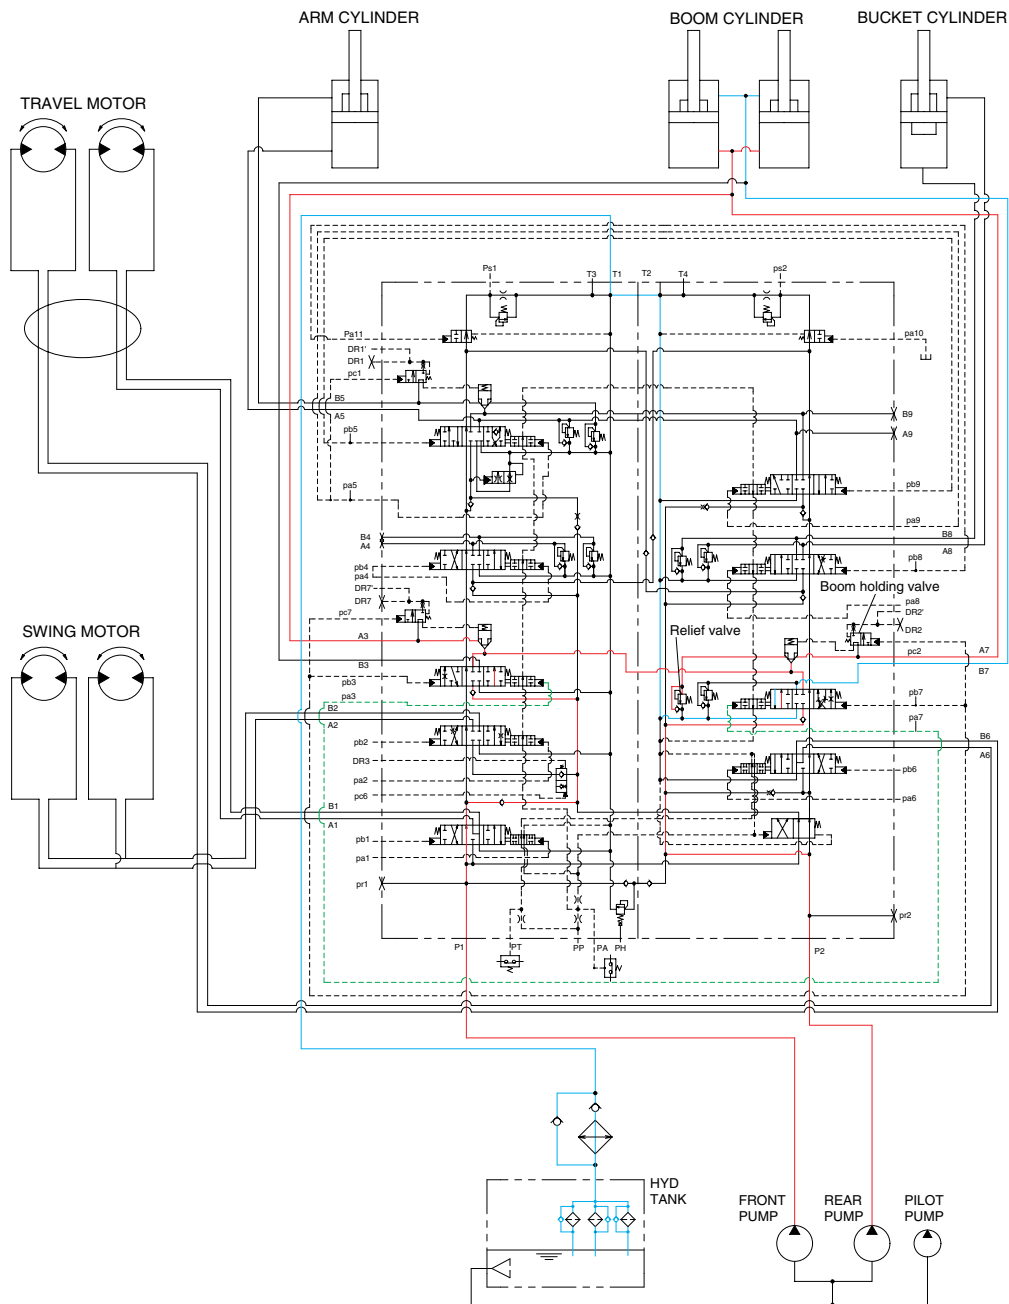 ARM CYLINDER
BOOM CYLINDER
BUCKET CYLINDER
TRAVEL MOTOR
Ps1
T3
T1
T2
T4
ps2
Pa11
pa10
DR1'
DR1
pc1
B5
A5
B9
pb5
A9
pa5
pb9
pa9
B4
A4
B8
A8
pb4
pa4
pb8
DR7'
DR7
Boom holding valve
pc7
pa8
DR2'
DR2
SWING MOTOR
A3
Relief valve
pc2
A7
B3
B7
pb3
pa3
pb7
B2
A2
pa7
pb2
B6
A6
DR3
pa2
pb6
pc6
pa6
B1
A1
pb1
pa1
pr1
pr2
P1
PT
PP
PA
PH
P2
HYD
TANK
FRONT
PUMP
REAR
PUMP
PILOT
PUMP